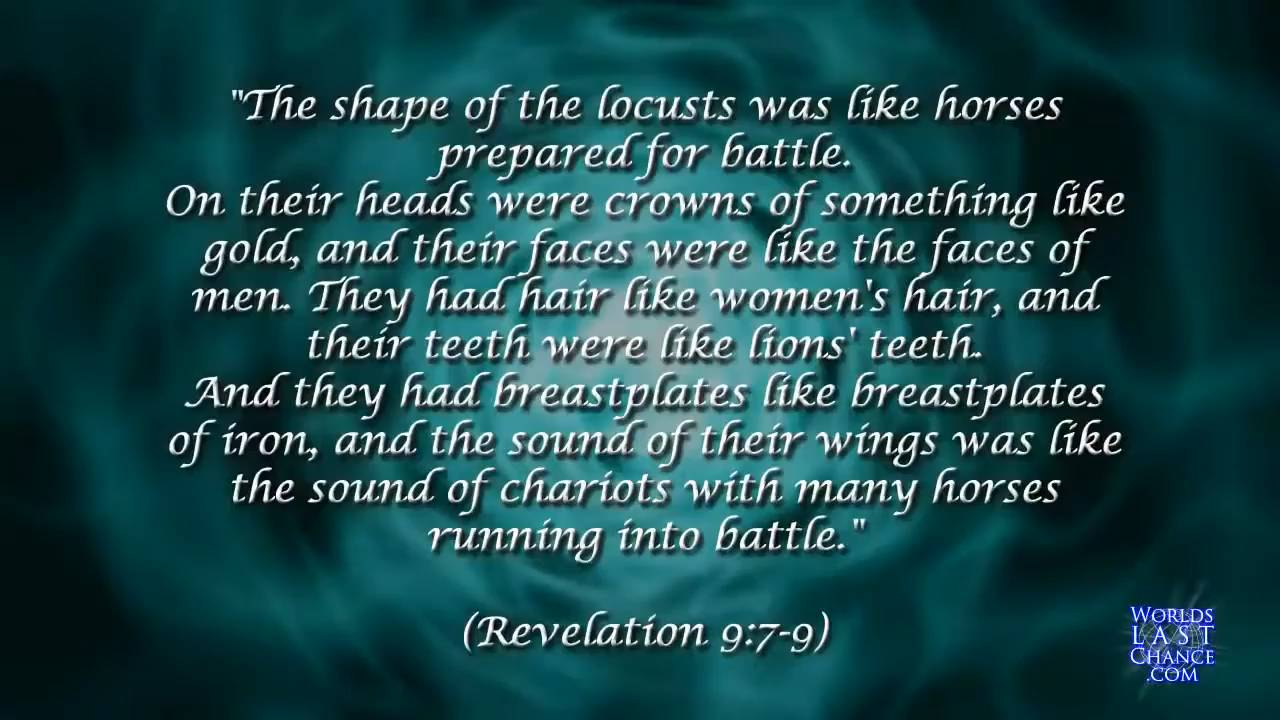 "The shape of the locusts was like horses
prepared for battle.
On their heads were crowns of something like
gold, and their faces were like the faces of
men. They had hair like women's hair, and
their teeth were like lions' teeth.
And they had breastplates like breastplates
of iron, and the sound of their wings was like
the sound of chariots with many horses
running into battle."
(Revelation 9:7-9)
WORLDS
LAST
CHANCE
.COM